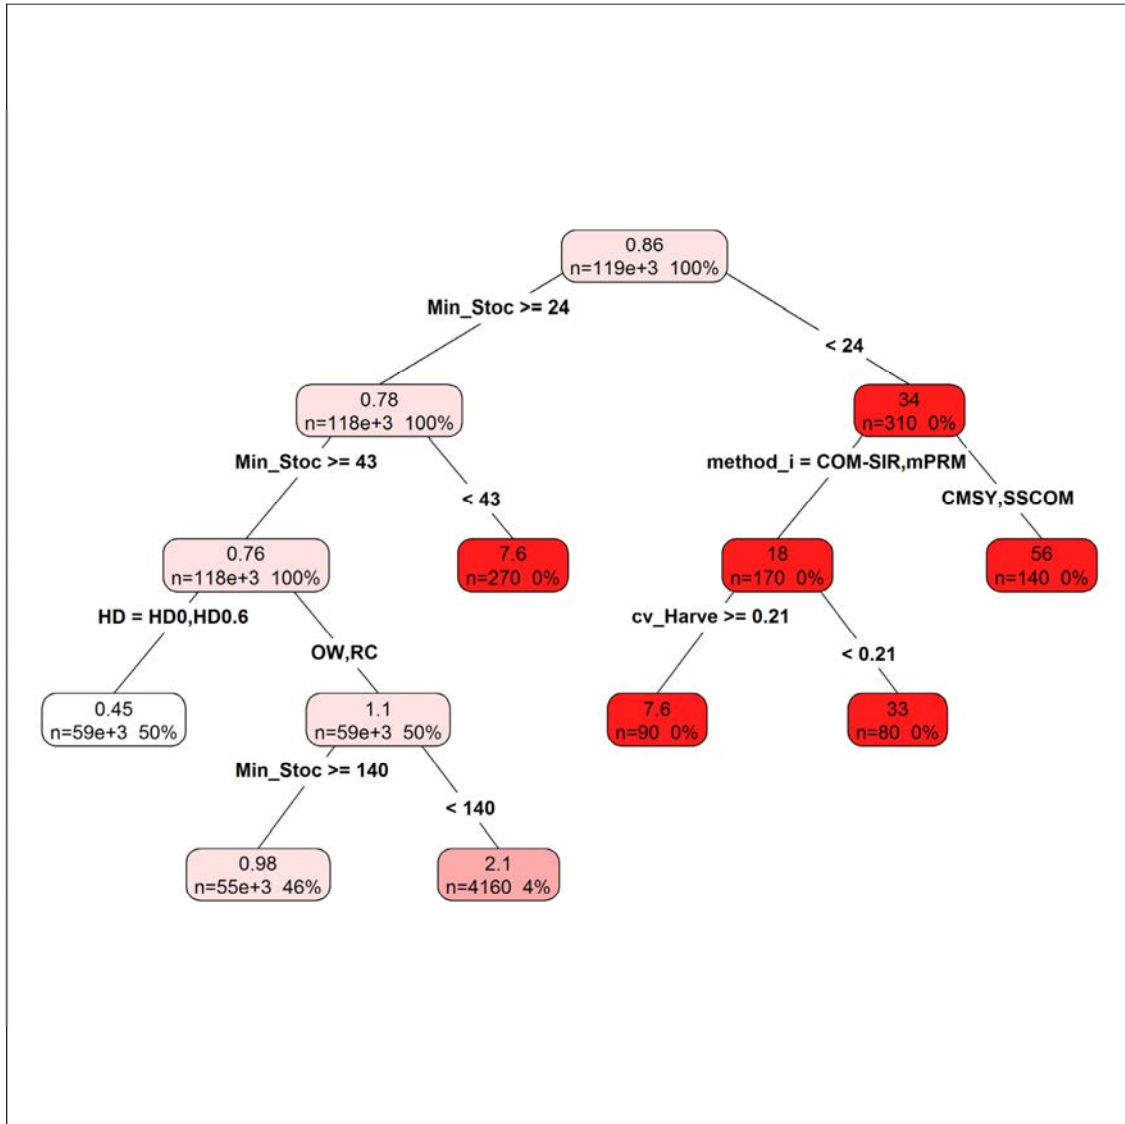 0.86
n=119e+3 100%
Min_Stoc >= 24
< 24
0.78
n=118e+3 100%
34
n=310 0%
Min_Stoc >= 43
< 43
method_i = COM-SIR,mPRM
CMSY,SSCOM
0.76
n=118e+3 100%
7.6
n=270 0%
18
n=170 0%
56
n=140 0%
HD = HD0,HD0.6
OW,RC
cv_Harve >= 0.21
< 0.21
0.45
n=59e+3 50%
1.1
n=59e+3 50%
7.6
n=90 0%
33
n=80 0%
Min_Stoc >= 140
< 140
0.98
n=55e+3 46%
2.1
n=4160 4%